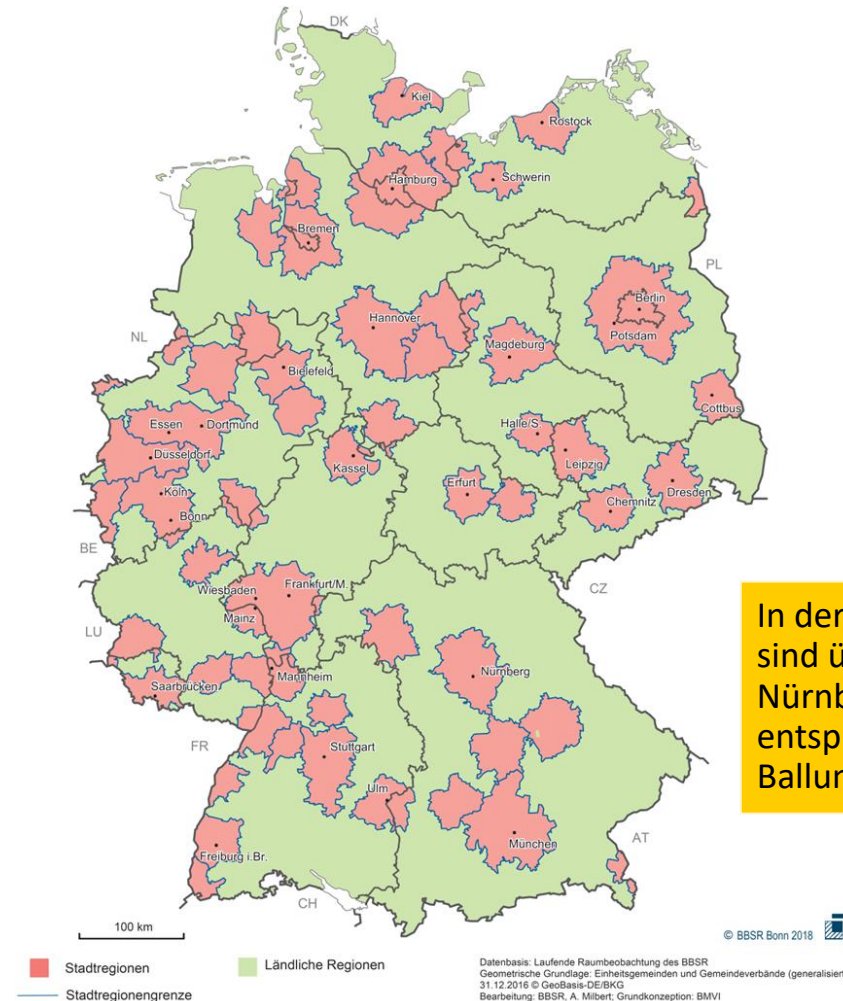 DK
Kiel
Rostock
Hamburg
Schwerin
Bremen
PL
Berlin
Hannover
Potsdam
NL
Magdeburg
Bielefeld
Cottbus
Essen
Dortmund
Halle/S.
Düsseldorf
Leipzig
Kassel
Erfurt
Dresden
Köln
Chemnitz
Bonn
BE
CZ
Wiesbaden
Frankfurt/M.
Mainz
LU
In der
sind ü
Nürnb
entsp
Ballun
Nürnberg
Mannheim
Saarbrücken
FR
Stuttgart
Ulm
München
AT
Freiburg i.Br.
CH
100 km
© BBSR Bonn 2018
Stadtregionen
Ländliche Regionen
Stadtregionengrenze
Datenbasis: Laufende Raumbeobachtung des BBSR
Geometrische Grundlage: Einheitsgemeinden und Gemeindeverbände (generalisier
31.12.2016 © GeoBasis-DE/BKG
Bearbeitung: BBSR, A. Milbert; Grundkonzeption: BMVI